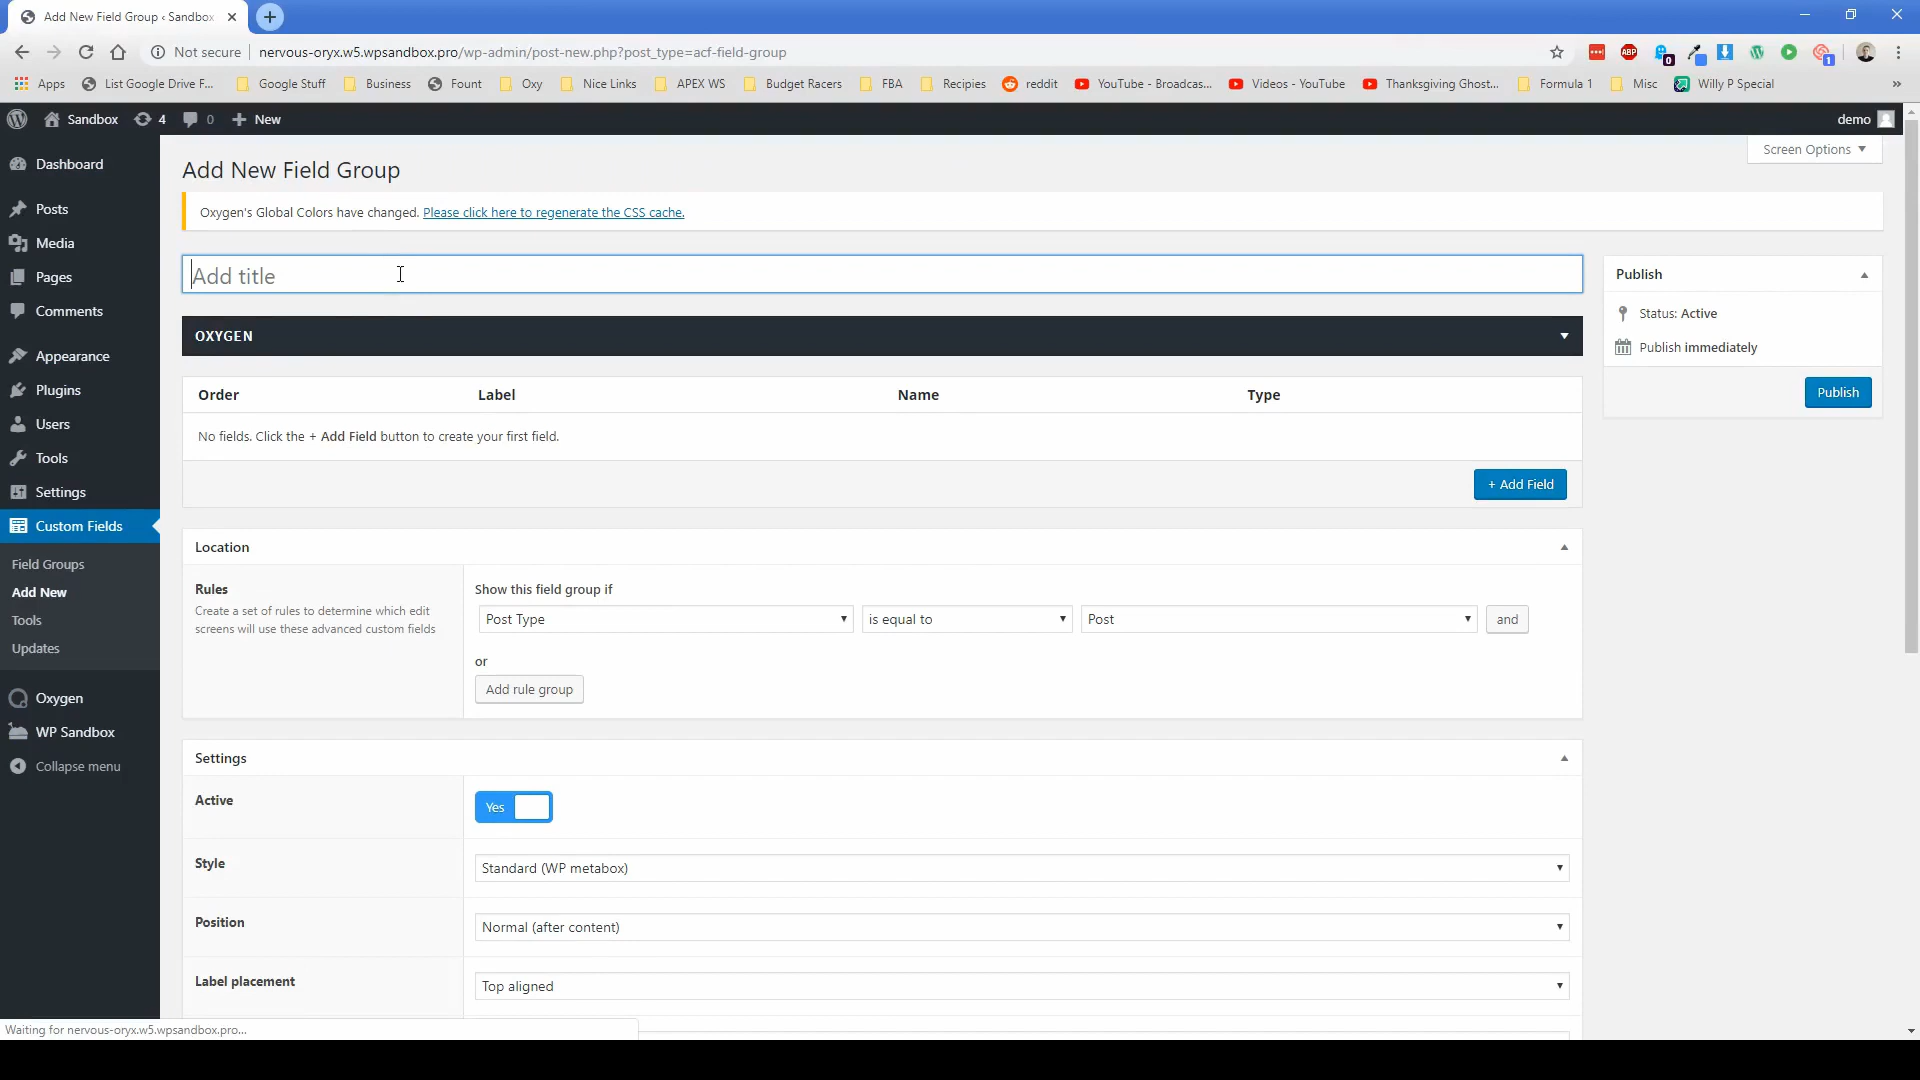 Add New Field Group ‹ Sandbox
Not secure nervous-oryx.w5.wpsandbox.pro/wp-admin/post-new.php?post_type=acf-field-group
ABP 0 1
Apps List Google Drive F... Google Stuff Business Fount Oxy Nice Links APEX WS Budget Racers FBA Recipies reddit YouTube - Broadcas... Videos - YouTube Thanksgiving Ghost... Formula 1 Misc Willy P Special »
Sandbox 4 0 + New demo
Screen Options
Dashboard
Posts
Media
Pages
Comments
Appearance
Plugins
Users
Tools
Settings
Custom Fields
Field Groups
Add New
Tools
Updates
Oxygen
WP Sandbox
Collapse menu
Add New Field Group
Oxygen's Global Colors have changed. Please click here to regenerate the CSS cache.
Add title
OXYGEN
Order Label Name Type
No fields. Click the + Add Field button to create your first field.
+ Add Field
Location
Rules
Create a set of rules to determine which edit
screens will use these advanced custom fields
Show this field group if
Post Type is equal to Post and
or
Add rule group
Settings
Active Yes
Style Standard (WP metabox)
Position Normal (after content)
Label placement Top aligned
Publish
Status: Active
Publish immediately
Publish
Waiting for nervous-oryx.w5.wpsandbox.pro...